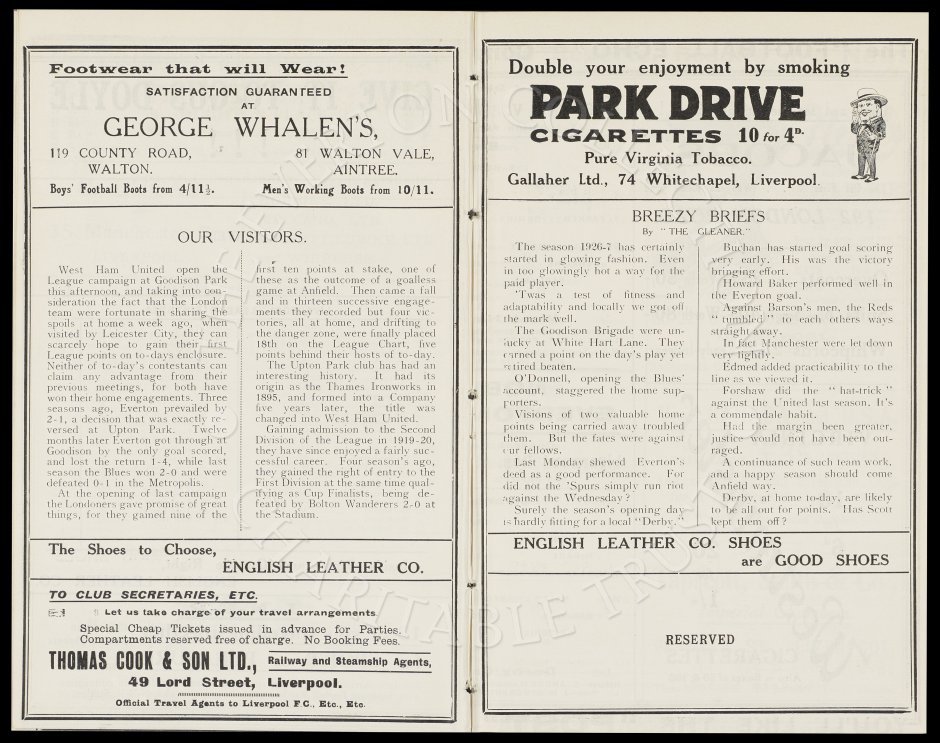 Footwear that will Wear!
SATISFACTION GUARANTEED
AT
GEORGE WHALEN'S,
119 COUNTY ROAD,
WALTON.
81 WALTON VALE,
AINTREE.
Boys' Football Boots from 4/11½.
Men's Working Boots from 10/11.
OUR VISITORS.
West Ham United open the
League campaign at Goodison Park
this afternoon, and taking into con-
sideration the fact that the London
team were fortunate in sharing the
spoils at home a week ago, when
visited by Leicester City, they can
scarcely hope to gain their first
League points on to-days enclosure.
Neither of to-day's contestants can
claim any advantage from their
previous meetings, for both have
won their home engagements. Three
seasons ago, Everton prevailed by
2-1, a decision that was exactly re-
versed at Upton Park. Twelve
months later Everton got through at
Goodison by the only goal scored,
and lost the return 1-4, while last
season the Blues won 2-0 and were
defeated 0-1 in the Metropolis.
At the opening of last campaign
the Londoners gave promise of great
things, for they gained nine of the
first ten points at stake, one of
these as the outcome of a goalless
game at Anfield. Then came a fall
and in thirteen successive engage-
ments they recorded but four vic-
tories, all at home, and drifting to
the danger zone, were finally placed
18th on the League Chart, five
points behind their hosts of to-day.
The Upton Park club has had an
interesting history. It had its
origin as the Thames Ironworks in
1895, and formed into a Company
five years later, the title was
changed into West Ham United.
Gaining admission to the Second
Division of the League in 1919-20,
they have since enjoyed a fairly suc-
cessful career. Four season's ago,
they gained the right of entry to the
First Division at the same time qual-
ifying as Cup Finalists, being de-
feated by Bolton Wanderers 2-0 at
the Stadium.
The Shoes to Choose,
ENGLISH LEATHER CO.
TO CLUB SECRETARIES, ETC.
Let us take charge of your travel arrangements.
Special Cheap Tickets issued in advance for Parties.
Compartments reserved free of charge. No Booking Fees.
THOMAS COOK & SON LTD., Railway and Steamship Agents,
49 Lord Street, Liverpool.
Official Travel Agents to Liverpool F C., Etc., Etc.
Double your enjoyment by smoking
PARK DRIVE
CIGARETTES 10 for 4D.
Pure Virginia Tobacco.
Gallaher Ltd., 74 Whitechapel, Liverpool.
BREEZY BRIEFS
By "THE GLEANER."
The season 1926-7 has certainly
started in glowing fashion. Even
in too glowingly hot a way for the
paid player.
'Twas a test of fitness and
adaptability and locally we got off
the mark well.
The Goodison Brigade were un-
lucky at White Hart Lane. They
earned a point on the day's play yet
retired beaten.
O'Donnell, opening the Blues'
account, staggered the home sup-
porters.
Visions of two valuable home
points being carried away troubled
them. But the fates were against
our fellows.
Last Monday shewed Everton's
deed as a good performance. For
did not the 'Spurs simply run riot
against the Wednesday?
Surely the season's opening day
is hardly fitting for a local "Derby."
Buchan has started goal scoring
very early. His was the victory
bringing effort.
Howard Baker performed well in
the Everton goal.
Against Barson's men, the Reds
"tumbled" to each others ways
straight away.
In fact Manchester were let down
very lightly.
Edmed added practicability to the
line as we viewed it.
Forshaw did the "hat-trick"
against the United last season. It's
a commendale habit.
Had the margin been greater,
justice would not have been out-
raged.
A continuance of such team work,
and a happy season should come
Anfield way.
Derby, at home to-day, are likely
to be all out for points. Has Scott
kept them off?
ENGLISH LEATHER CO. SHOES
are GOOD SHOES
RESERVED